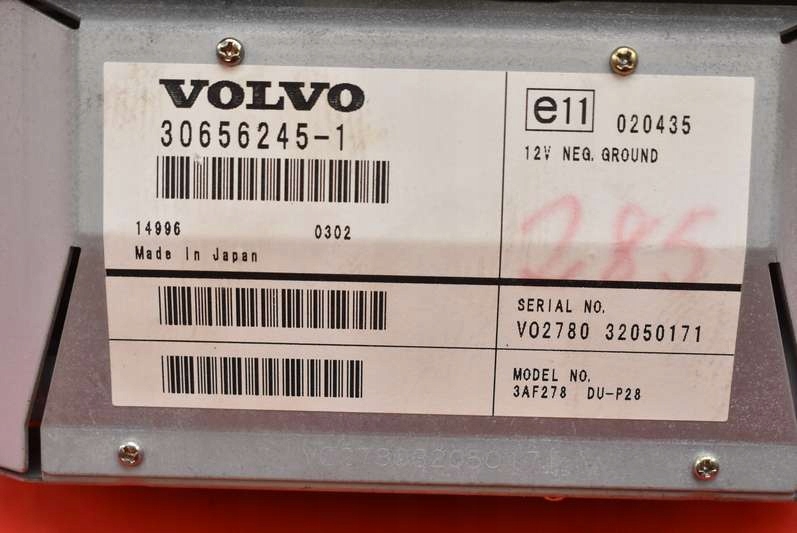 VOLVO
30656245-1
14996 0302
Made In Japan
e11 020435
12V NEG. GROUND
285
SERIAL NO.
VO2780 32050171
MODEL NO.
3AF278 DU-P28
VO278032050171